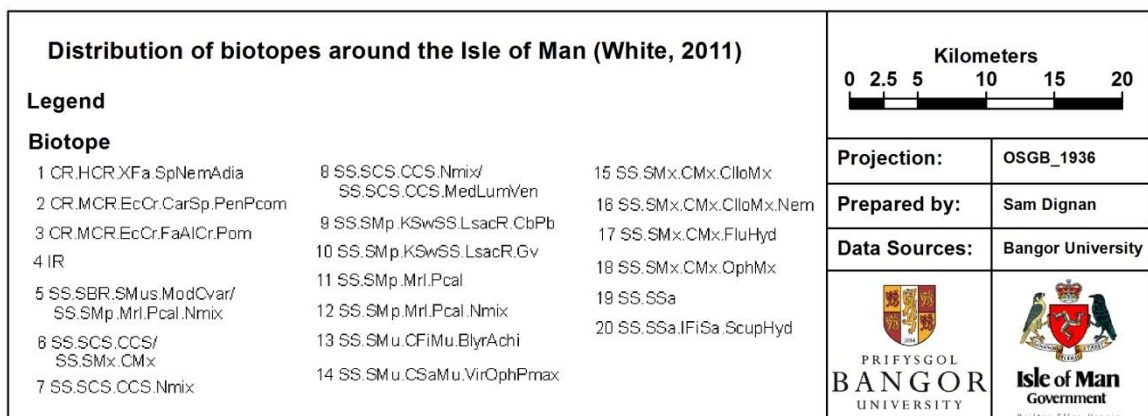 Distribution of biotopes around the Isle of Man (White, 2011)
Legend
Biotope
1 CR.HCR.XFa.SpNemAdia
2 CR.MCR.EcCr.CarSp.PenPcom
3 CR.MCR.EcCr.FaAlCr.Pom
4 IR
5 SS.SBR.SMus.ModCvar/
SS.SMp.Mrl.Pcal.Nmix
6 SS.SCS.CCS/
SS.SMx.CMx
7 SS.SCS.CCS.Nmix
8 SS.SCS.CCS.Nmix/
SS.SCS.CCS.MedLumVen
9 SS.SMp.KSwSS.LsacR.CbPb
10 SS.SMp.KSwSS.LsacR.Gv
11 SS.SMp.Mrl.Pcal
12 SS.SMp.Mrl.Pcal.Nmix
13 SS.SMu.CFiMu.BlyrAchi
14 SS.SMu.CSaMu.VirOphPmax
15 SS.SMx.CMx.ClloMx
16 SS.SMx.CMx.ClloMx.Nem
17 SS.SMx.CMx.FluHyd
18 SS.SMx.CMx.OphMx
19 SS.SSa
20 SS.SSa.IFiSa.ScupHyd
Kilometers
0 2.5 5 10 15 20
Projection: OSGB_1936
Prepared by: Sam Dignan
Data Sources: Bangor University
PRIFYSGOL
BANGOR
UNIVERSITY
Isle of Man
Government